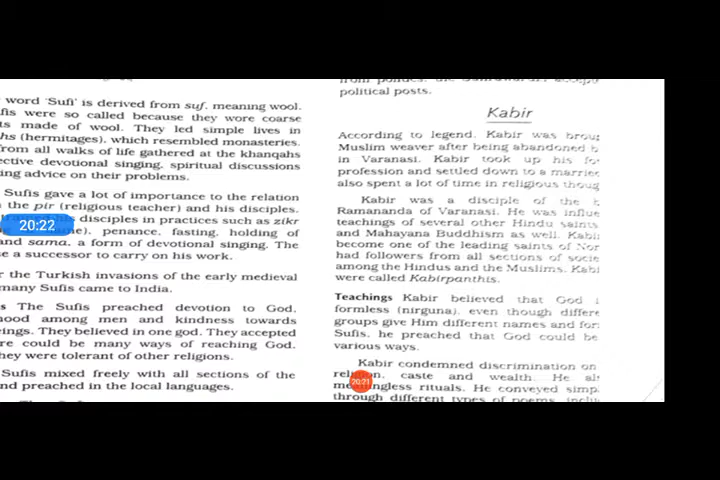 word 'Sufi' is derived from suf, meaning wool.
fis were so called because they wore coarse
ts made of wool. They led simple lives in
hs (hermitages), which resembled monasteries.
from all walks of life gathered at the khanqahs
ective devotional singing, spiritual discussions
ing advice on their problems.
Sufis gave a lot of importance to the relation
the pir (religious teacher) and his disciples.
his disciples in practices such as zikr
penance, fasting, holding of
and sama, a form of devotional singing. The
se a successor to carry on his work.
r the Turkish invasions of the early medieval
many Sufis came to India.
s The Sufis preached devotion to God,
hood among men and kindness towards
ings. They believed in one god. They accepted
re could be many ways of reaching God.
hey were tolerant of other religions.
Sufis mixed freely with all sections of the
nd preached in the local languages.
20:22
political posts.
Kabir
According to legend, Kabir was broug
Muslim weaver after being abandoned b
in Varanasi. Kabir took up his fo
profession and settled down to a married
also spent a lot of time in religious thoug
Kabir was a disciple of the b
Ramananda of Varanasi. He was influe
teachings of several other Hindu saints
and Mahayana Buddhism as well. Kabi
become one of the leading saints of Nor
had followers from all sections of socie
among the Hindus and the Muslims. Kabi
were called Kabirpanthis.
Teachings Kabir believed that God i
formless (nirguna), even though differe
groups give Him different names and for
Sufis, he preached that God could be
various ways.
Kabir condemned discrimination on
religion, caste and wealth. He als
meaningless rituals. He conveyed simp
through different types of poems, inclu
20:21